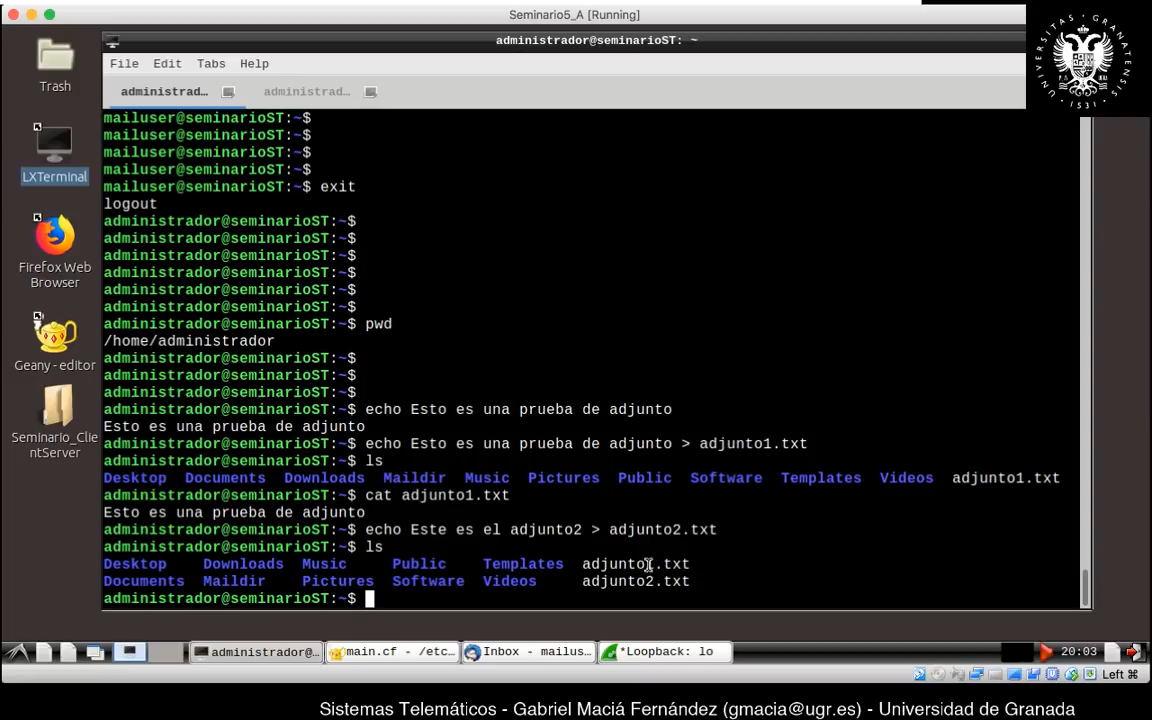 Seminario5_A [Running]
administrador@seminarioST: ~
File Edit Tabs Help
administrad... administrad...
mailuser@seminarioST:~$
mailuser@seminarioST:~$
mailuser@seminarioST:~$
mailuser@seminarioST:~$
mailuser@seminarioST:~$ exit
logout
administrador@seminarioST:~$
administrador@seminarioST:~$
administrador@seminarioST:~$
administrador@seminarioST:~$
administrador@seminarioST:~$
administrador@seminarioST:~$
administrador@seminarioST:~$ pwd
/home/administrador
administrador@seminarioST:~$
administrador@seminarioST:~$
administrador@seminarioST:~$
administrador@seminarioST:~$ echo Esto es una prueba de adjunto
Esto es una prueba de adjunto
administrador@seminarioST:~$ echo Esto es una prueba de adjunto > adjunto1.txt
administrador@seminarioST:~$ ls
Desktop Documents Downloads Maildir Music Pictures Public Software Templates Videos adjunto1.txt
administrador@seminarioST:~$ cat adjunto1.txt
Esto es una prueba de adjunto
administrador@seminarioST:~$ echo Este es el adjunto2 > adjunto2.txt
administrador@seminarioST:~$ ls
Desktop Downloads Music Public Templates adjunto1.txt
Documents Maildir Pictures Software Videos adjunto2.txt
administrador@seminarioST:~$
Trash
LXTerminal
Firefox Web
Browser
Geany - editor
Seminario_Clie
ntServer
administrador@... main.cf - /etc... Inbox - mailus... *Loopback: lo 20:03
Left ⌘
UNIVERSITAS GRANATENSIS 1531
Sistemas Telemáticos - Gabriel Maciá Fernández (gmacia@ugr.es) - Universidad de Granada